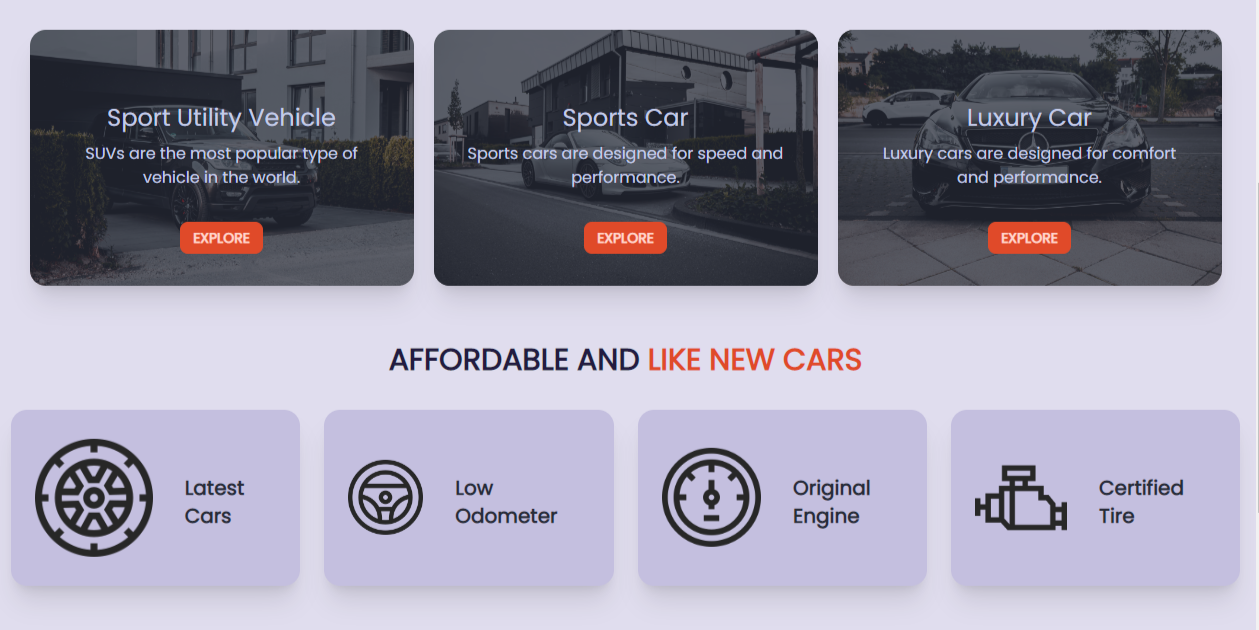 Sport Utility Vehicle
SUVs are the most popular type of
vehicle in the world.
EXPLORE
Sports Car
Sports cars are designed for speed and
performance.
EXPLORE
Luxury Car
Luxury cars are designed for comfort
and performance.
EXPLORE
AFFORDABLE AND LIKE NEW CARS
Latest
Cars
Low
Odometer
Original
Engine
Certified
Tire